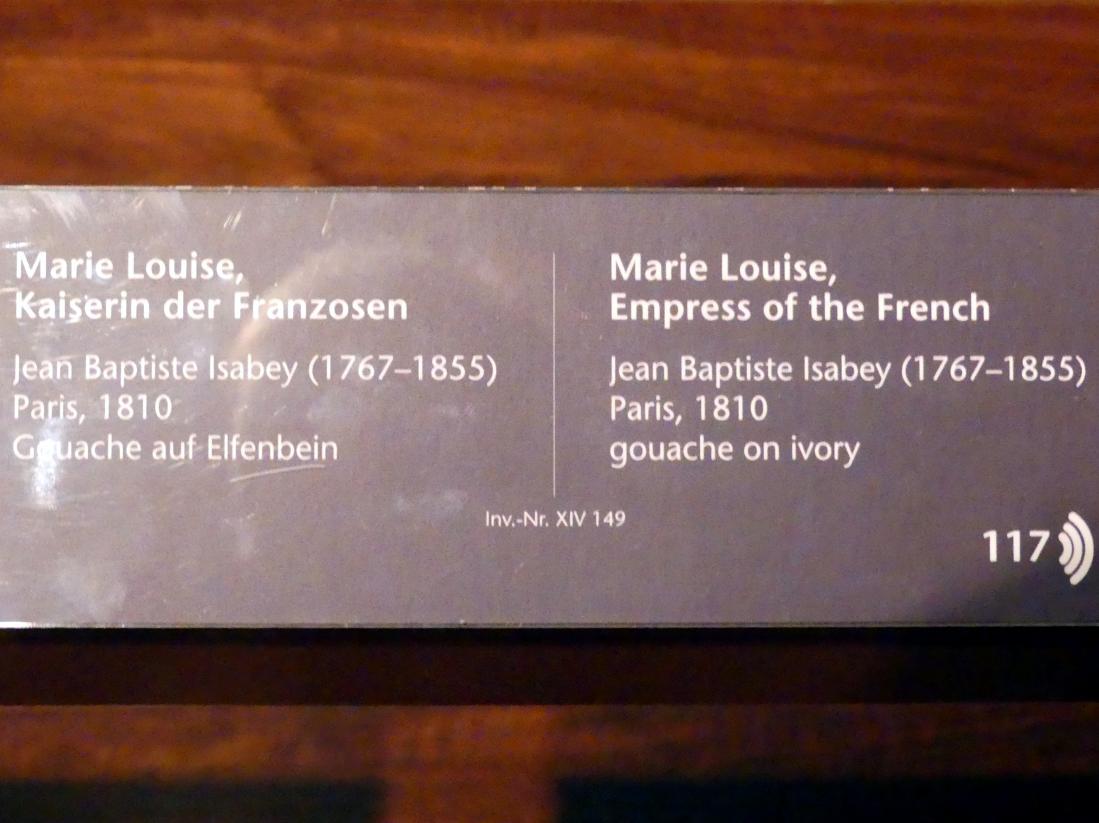 Marie Louise,
Kaiserin der Franzosen
Jean Baptiste Isabey (1767–1855)
Paris, 1810
Gouache auf Elfenbein
Marie Louise,
Empress of the French
Jean Baptiste Isabey (1767–1855)
Paris, 1810
gouache on ivory
Inv.-Nr. XIV 149
117